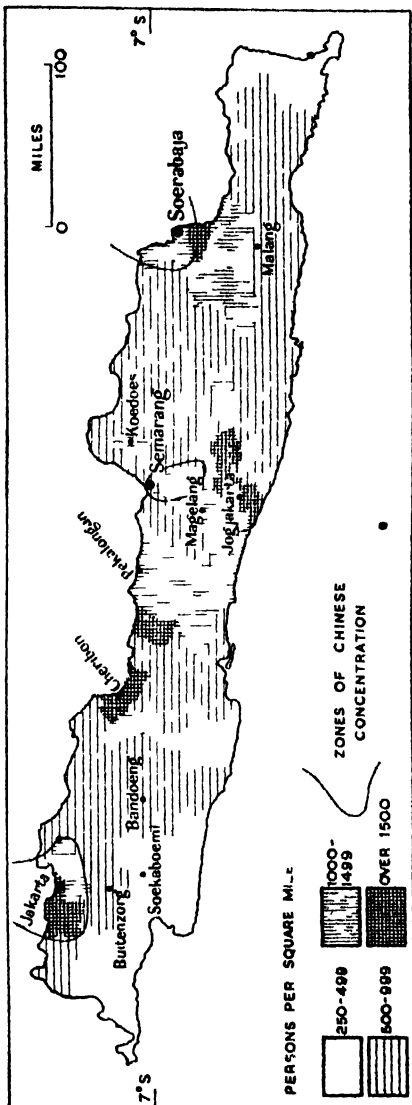 7° S
MILES
0 100
Jakarta
Cheribon
Pekalongan
Koedoes
Semarang
Soerabaja
Buitenzorg
Bandoeng
Soekaboemi
Magelang
Jogjakarta
Malang
7° S
PERSONS PER SQUARE MILE
250-499
500-999
1000-
1499
OVER 1500
ZONES OF CHINESE
CONCENTRATION